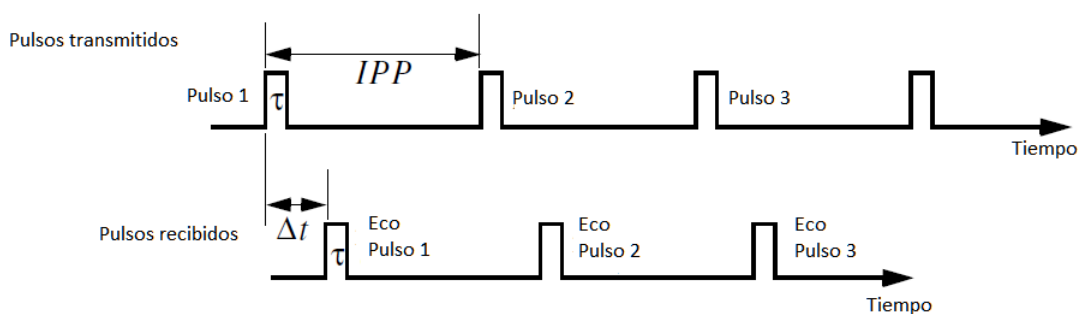 Pulsos transmitidos
IPP
Pulso 1
τ
Pulso 2
Pulso 3
Tiempo
Pulsos recibidos
Δt
τ
Eco
Pulso 1
Eco
Pulso 2
Eco
Pulso 3
Tiempo